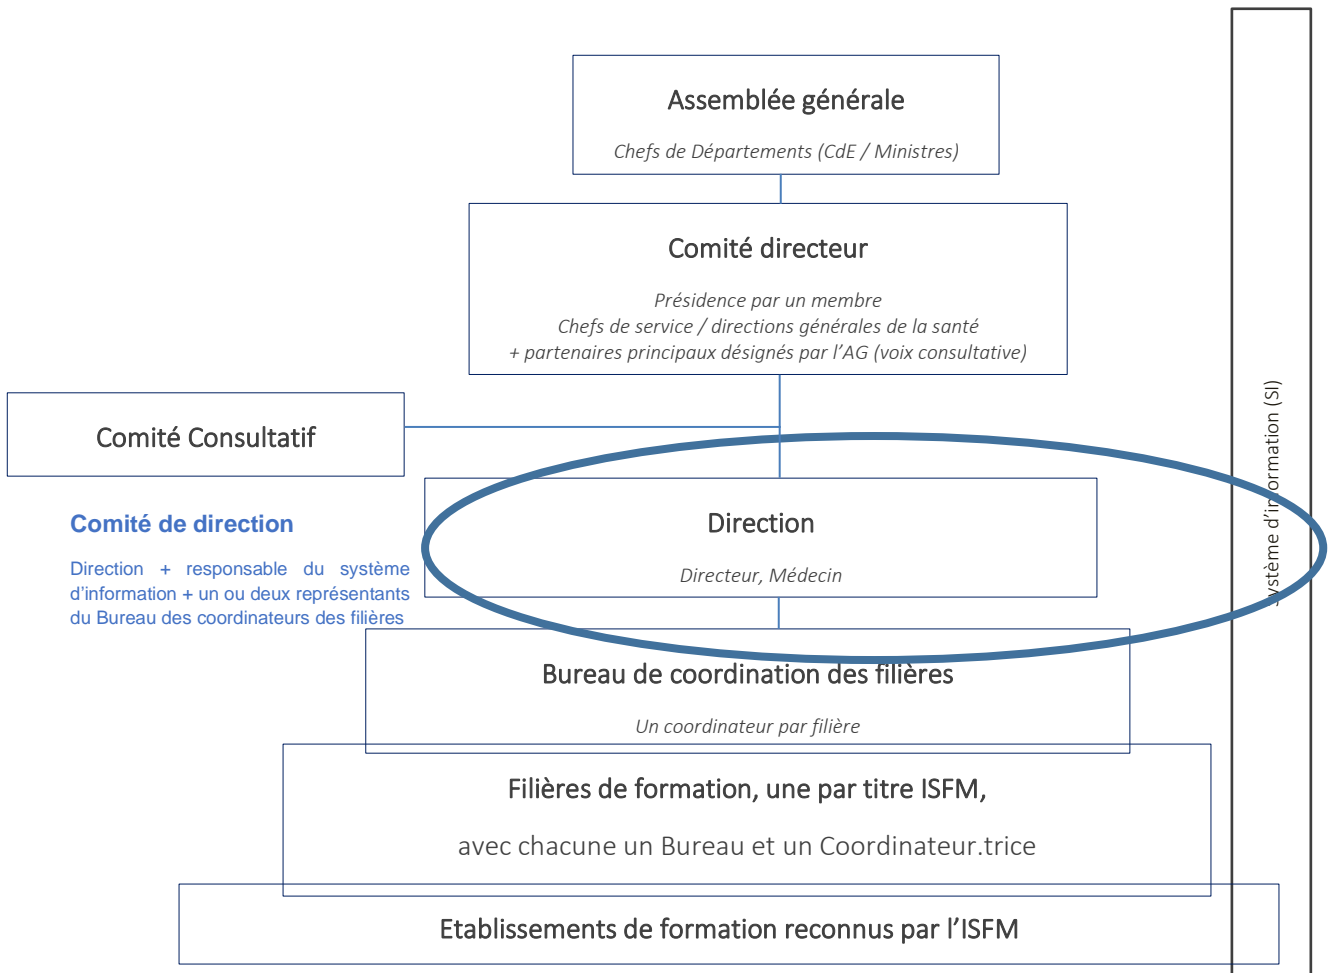 Assemblée générale
Chefs de Départements (CdE / Ministres)
Comité directeur
Présidence par un membre
Chefs de service / directions générales de la santé
+ partenaires principaux désignés par l’AG (voix consultative)
Comité Consultatif
Comité de direction
Direction + responsable du système
d’information + un ou deux représentants
du Bureau des coordinateurs des filières
Direction
Directeur, Médecin
Bureau de coordination des filières
Un coordinateur par filière
Filières de formation, une par titre ISFM,
avec chacune un Bureau et un Coordinateur.trice
Etablissements de formation reconnus par l’ISFM
Système d’information (SI)